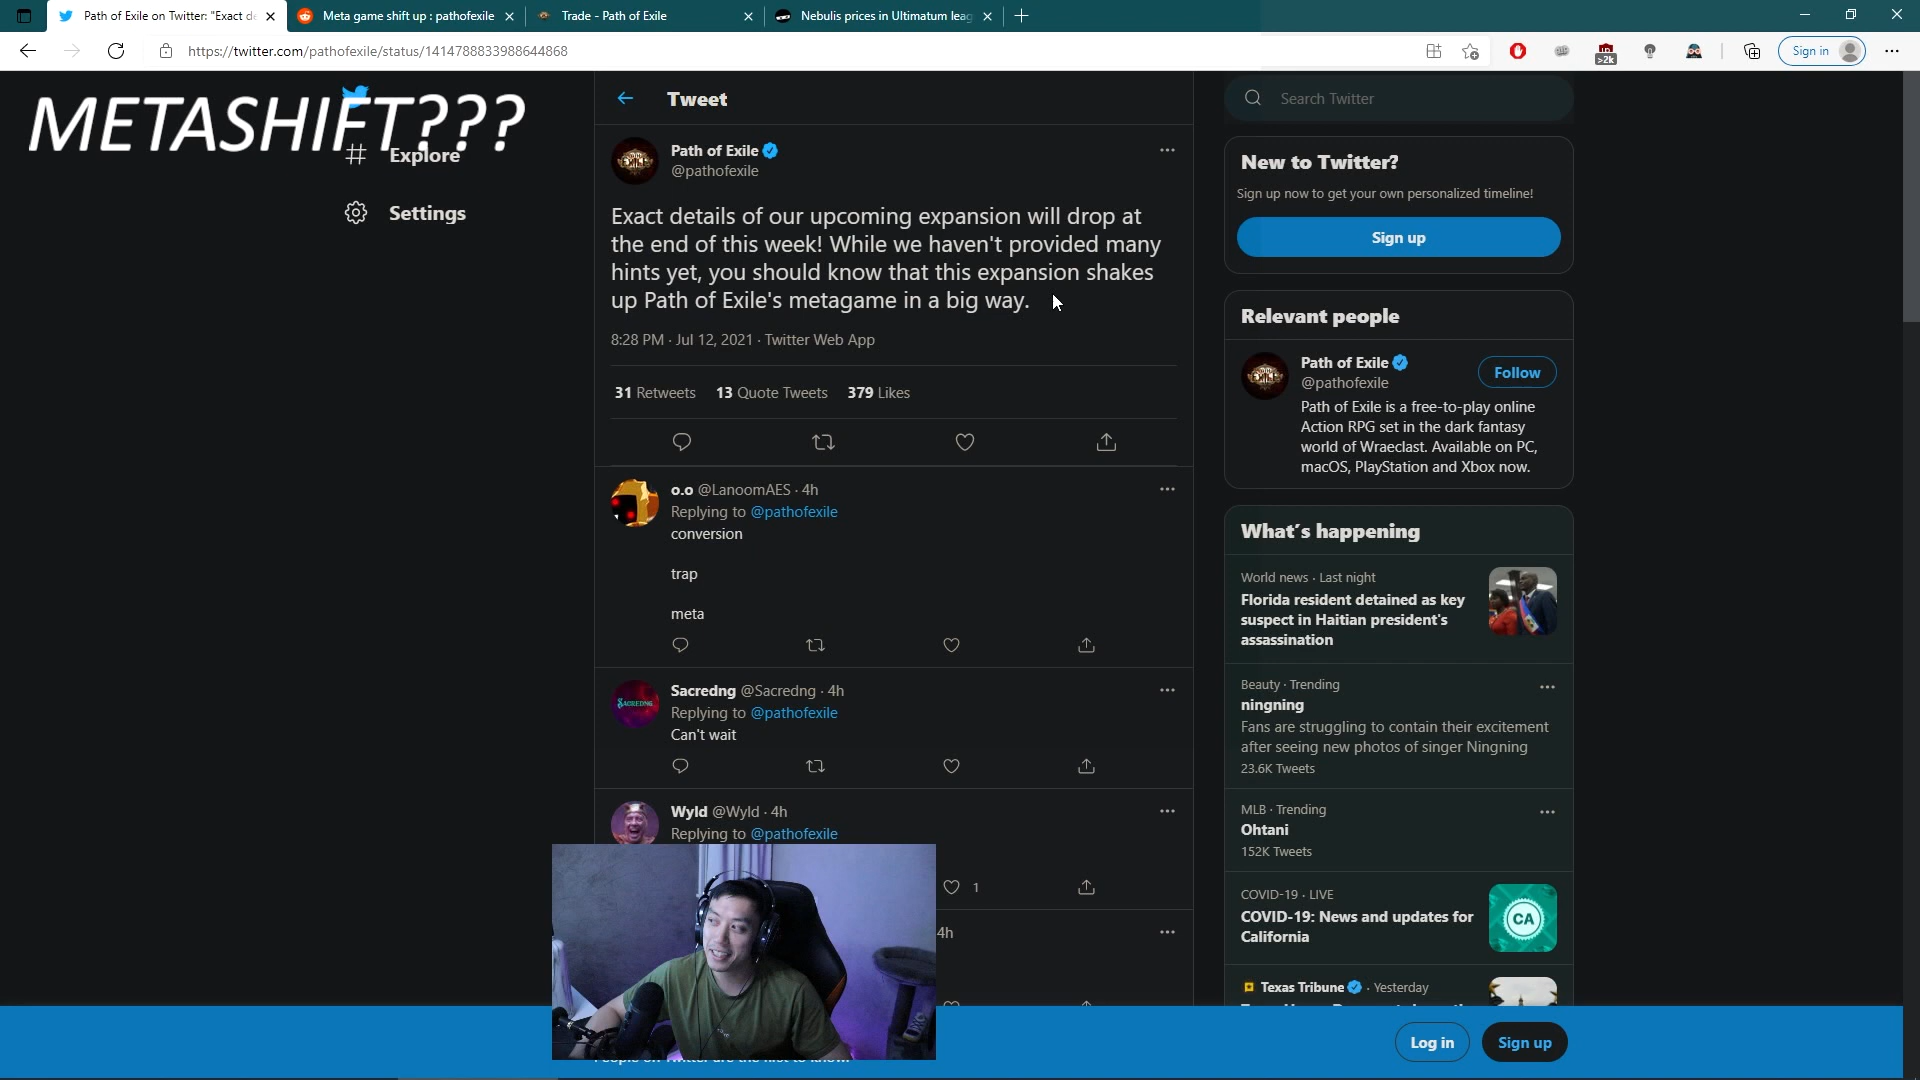 Path of Exile on Twitter: "Exact de
Meta game shift up : pathofexile
Trade - Path of Exile
Nebulis prices in Ultimatum leag
https://twitter.com/pathofexile/status/1414788833988644868
>2k
Sign in
METASHIFT???
Explore
Settings
Tweet
Path of Exile
@pathofexile
Exact details of our upcoming expansion will drop at
the end of this week! While we haven't provided many
hints yet, you should know that this expansion shakes
up Path of Exile's metagame in a big way.
8:28 PM · Jul 12, 2021 · Twitter Web App
31 Retweets 13 Quote Tweets 379 Likes
o.o @LanoomAES · 4h
Replying to @pathofexile
conversion
trap
meta
Sacredng @Sacredng · 4h
Replying to @pathofexile
Can't wait
Wyld @Wyld · 4h
Replying to @pathofexile
1
4h
Search Twitter
New to Twitter?
Sign up now to get your own personalized timeline!
Sign up
Relevant people
Path of Exile
@pathofexile
Follow
Path of Exile is a free-to-play online
Action RPG set in the dark fantasy
world of Wraeclast. Available on PC,
macOS, PlayStation and Xbox now.
What's happening
World news · Last night
Florida resident detained as key
suspect in Haitian president's
assassination
Beauty · Trending
ningning
Fans are struggling to contain their excitement
after seeing new photos of singer Ningning
23.6K Tweets
MLB · Trending
Ohtani
152K Tweets
COVID-19 · LIVE
COVID-19: News and updates for
California
CA
Texas Tribune · Yesterday
Log in
Sign up